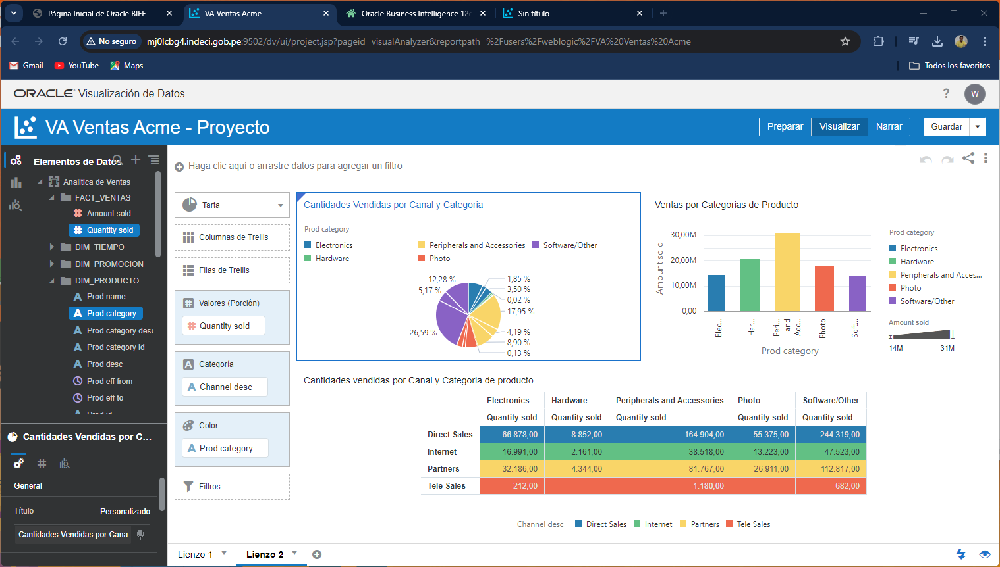 Página Inicial de Oracle BIEE
VA Ventas Acme
Oracle Business Intelligence 12c
Sin título
No seguro
mj0lcbg4.indeci.gob.pe:9502/dv/ui/project.jsp?pageid=visualAnalyzer&reportpath=%2Fusers%2Fweblogic%2FVA%20Ventas%20Acme
Gmail
YouTube
Maps
Todos los favoritos
ORACLE Visualización de Datos
?
W
VA Ventas Acme - Proyecto
Preparar
Visualizar
Narrar
Guardar
Elementos de Datos
Analitica de Ventas
FACT_VENTAS
Amount sold
Quantity sold
DIM_TIEMPO
DIM_PROMOCION
DIM_PRODUCTO
Prod name
Prod category
Prod category desc
Prod category id
Prod desc
Prod eff from
Prod eff to
Prod id
Cantidades Vendidas por C...
General
Título
Personalizado
Cantidades Vendidas por Cana
Haga clic aquí o arrastre datos para agregar un filtro
Tarta
Columnas de Trellis
Filas de Trellis
Valores (Porción)
Quantity sold
Categoría
Channel desc
Color
Prod category
Filtros
Cantidades Vendidas por Canal y Categoria
Prod category
Electronics
Peripherals and Accessories
Software/Other
Hardware
Photo
12,28 %
5,17 %
26,59 %
1,85 %
3,50 %
0,02 %
17,95 %
4,19 %
8,90 %
0,13 %
Ventas por Categorias de Producto
Amount sold
30,00M
20,00M
10,00M
0,00
Elec...
Har...
Peri... and Acc...
Photo
Soft...
Prod category
Prod category
Electronics
Hardware
Peripherals and Acces...
Photo
Software/Other
Amount sold
14M
31M
Cantidades vendidas por Canal y Categoria de producto
Electronics Hardware Peripherals and Accessories Photo Software/Other
Quantity sold Quantity sold Quantity sold Quantity sold Quantity sold
Direct Sales 66.878,00 8.852,00 164.904,00 55.375,00 244.319,00
Internet 16.991,00 2.161,00 38.518,00 13.223,00 47.523,00
Partners 32.186,00 4.344,00 81.767,00 26.911,00 112.817,00
Tele Sales 212,00 1.180,00 682,00
Channel desc Direct Sales Internet Partners Tele Sales
Lienzo 1
Lienzo 2